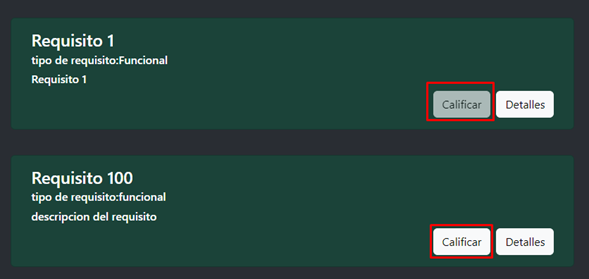 Requisito 1
tipo de requisito:Funcional
Requisito 1
Calificar Detalles
Requisito 100
tipo de requisito:funcional
descripcion del requisito
Calificar Detalles